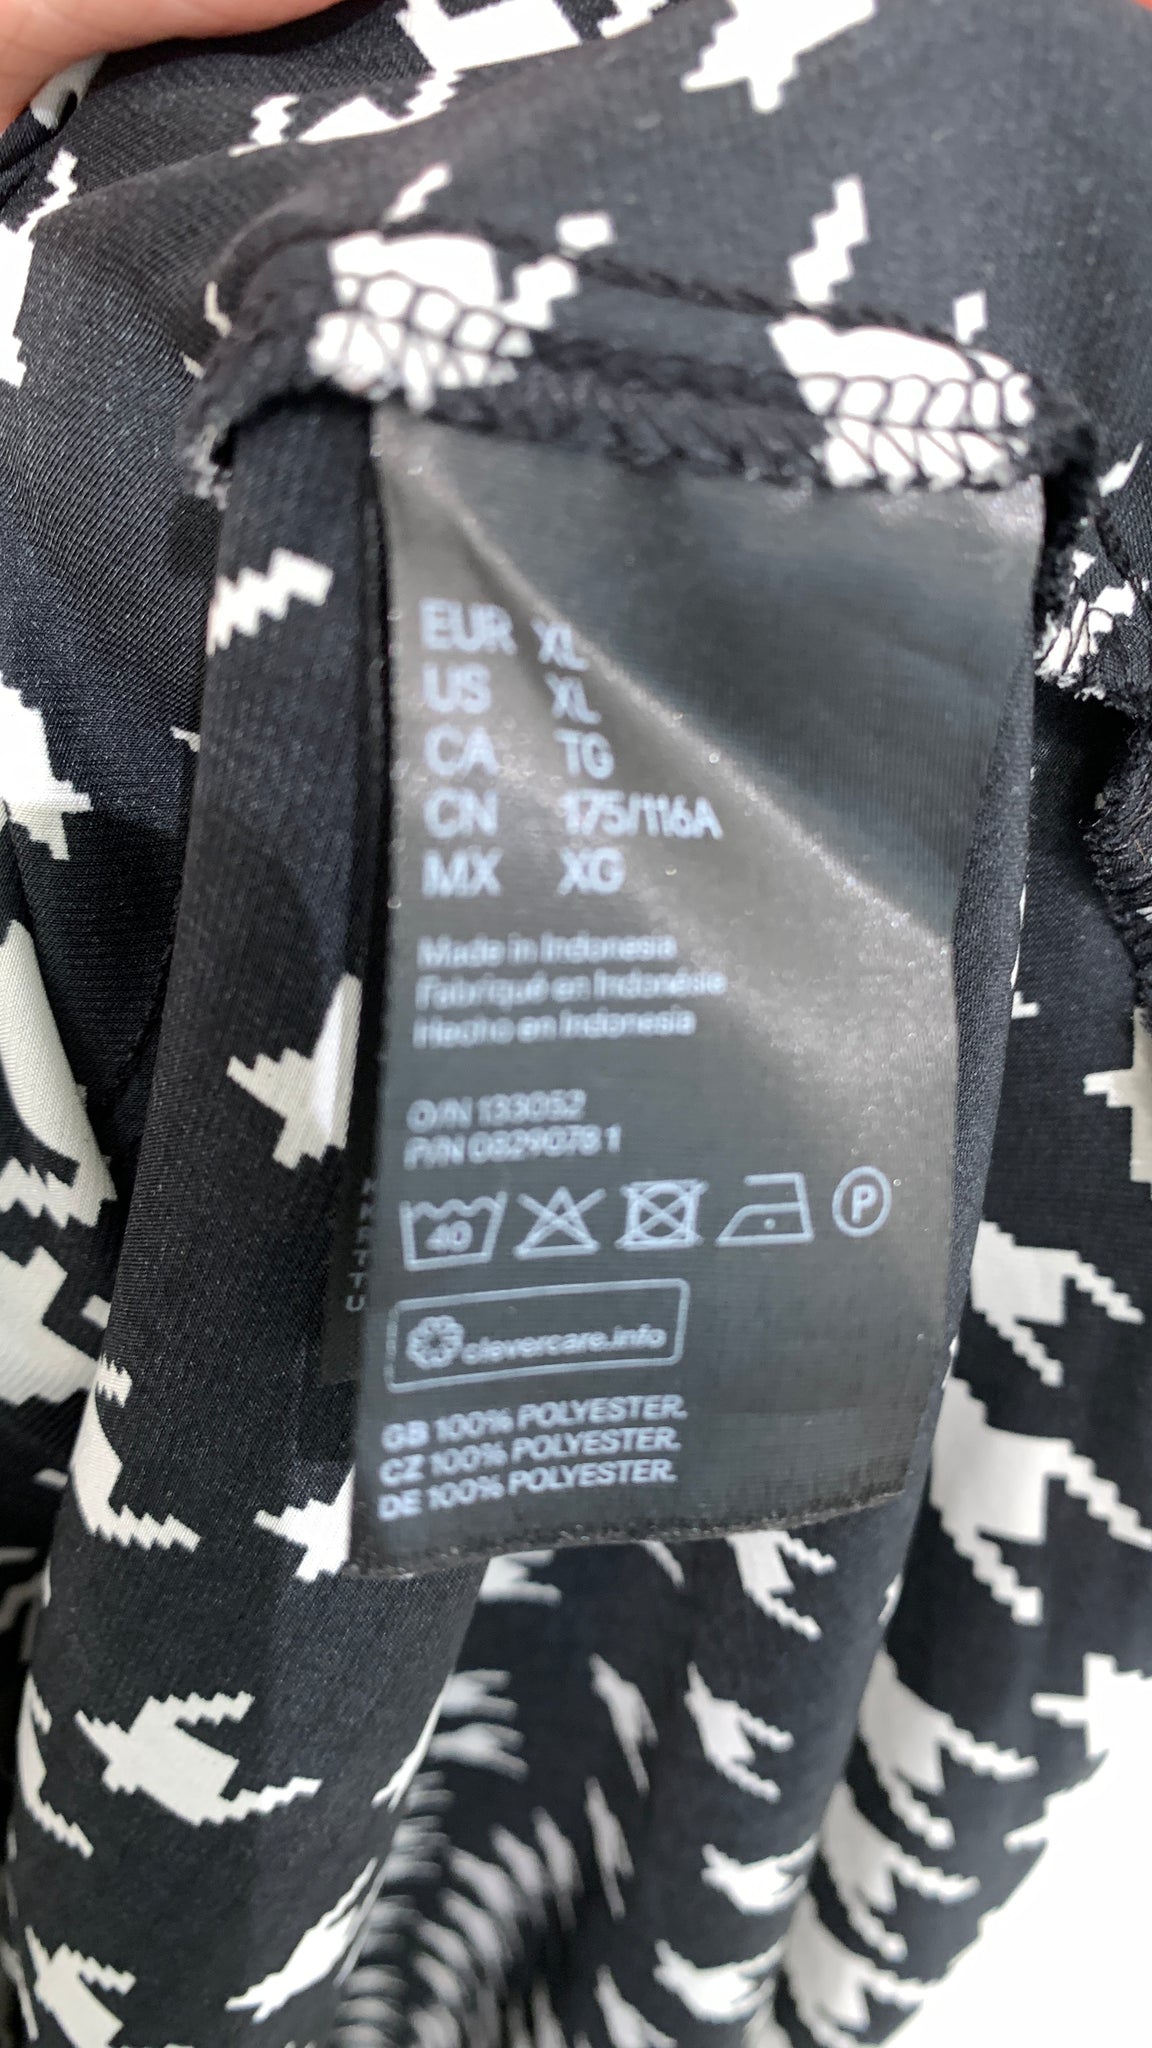 EUR XL
US XL
CA TG
CN 175/116A
MX XG
Made in Indonesia
Fabriqué en Indonésie
Hecho en Indonesia
O/N 133052
P/N 0829078 1
40
P
clevercare.info
GB 100% POLYESTER.
CZ 100% POLYESTER.
DE 100% POLYESTER.